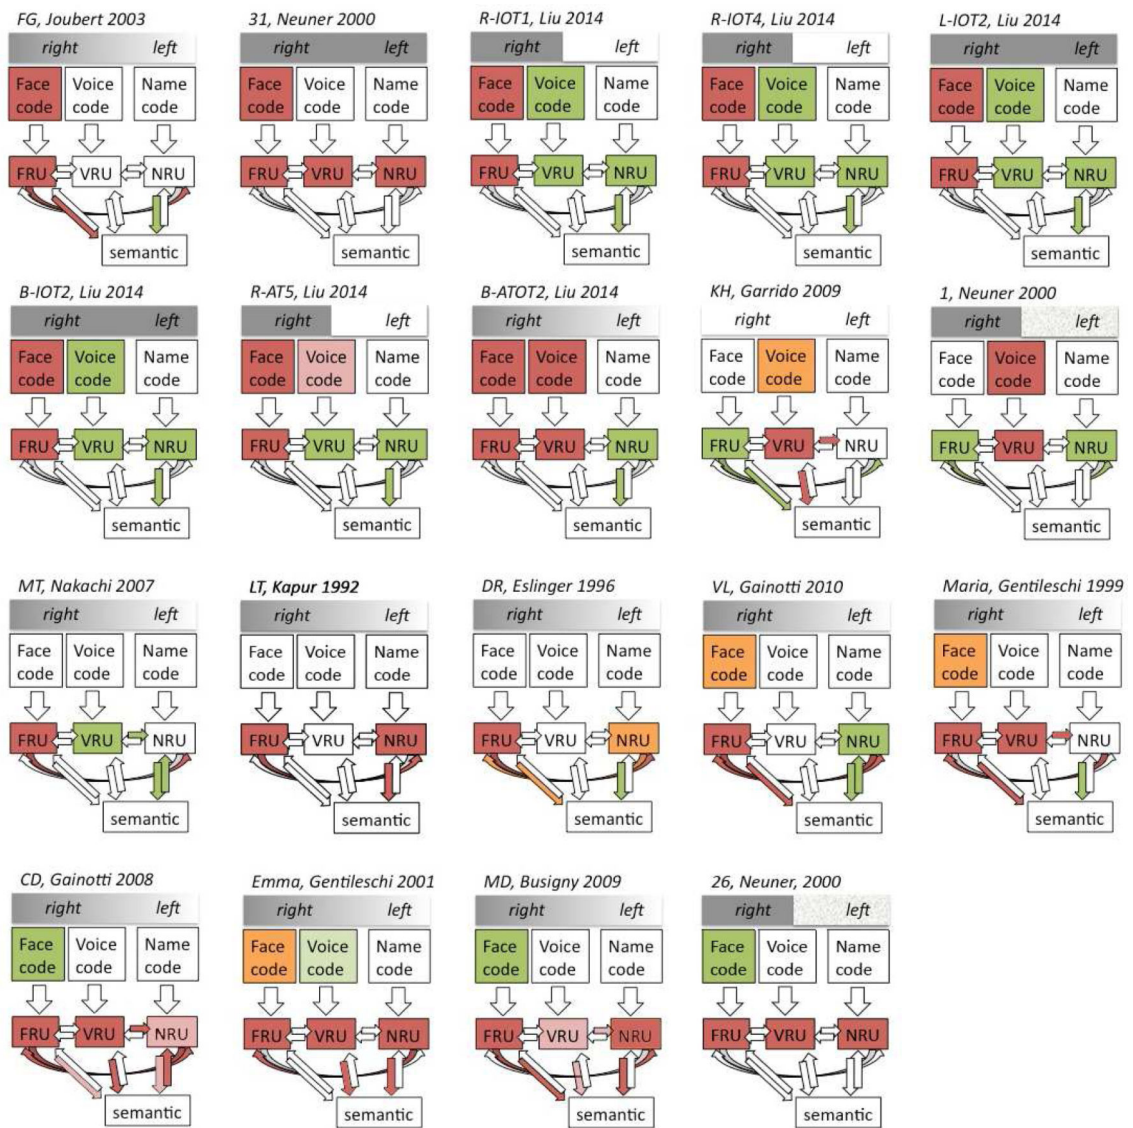 FG, Joubert 2003
right left
Face code Voice code Name code
FRU VRU NRU
semantic
31, Neuner 2000
right left
Face code Voice code Name code
FRU VRU NRU
semantic
R-IOT1, Liu 2014
right left
Face code Voice code Name code
FRU VRU NRU
semantic
R-IOT4, Liu 2014
right left
Face code Voice code Name code
FRU VRU NRU
semantic
L-IOT2, Liu 2014
right left
Face code Voice code Name code
FRU VRU NRU
semantic
B-IOT2, Liu 2014
right left
Face code Voice code Name code
FRU VRU NRU
semantic
R-AT5, Liu 2014
right left
Face code Voice code Name code
FRU VRU NRU
semantic
B-ATOT2, Liu 2014
right left
Face code Voice code Name code
FRU VRU NRU
semantic
KH, Garrido 2009
right left
Face code Voice code Name code
FRU VRU NRU
semantic
1, Neuner 2000
right left
Face code Voice code Name code
FRU VRU NRU
semantic
MT, Nakachi 2007
right left
Face code Voice code Name code
FRU VRU NRU
semantic
LT, Kapur 1992
right left
Face code Voice code Name code
FRU VRU NRU
semantic
DR, Eslinger 1996
right left
Face code Voice code Name code
FRU VRU NRU
semantic
VL, Gainotti 2010
right left
Face code Voice code Name code
FRU VRU NRU
semantic
Maria, Gentileschi 1999
right left
Face code Voice code Name code
FRU VRU NRU
semantic
CD, Gainotti 2008
right left
Face code Voice code Name code
FRU VRU NRU
semantic
Emma, Gentileschi 2001
right left
Face code Voice code Name code
FRU VRU NRU
semantic
MD, Busigny 2009
right left
Face code Voice code Name code
FRU VRU NRU
semantic
26, Neuner, 2000
right left
Face code Voice code Name code
FRU VRU NRU
semantic